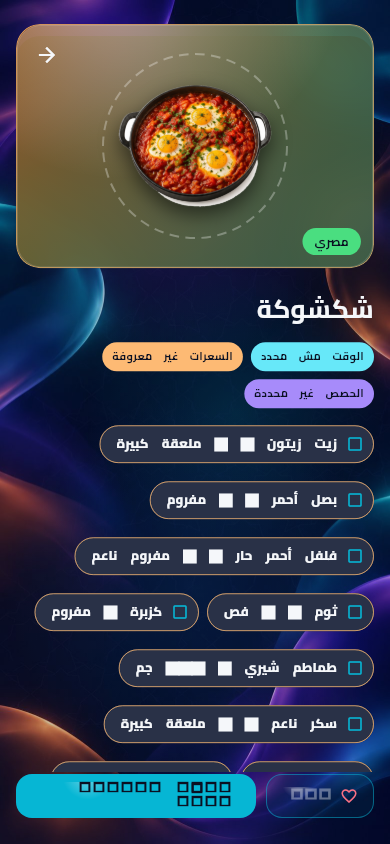 مصري
شكشوكة
الوقت مش محدد
السعرات غير معروفة
الحصص غير محددة
زيت زيتون ملعقة كبيرة
بصل أحمر مفروم
فلفل أحمر حار مفروم ناعم
ثوم فص
كزبرة مفروم
طماطم شيري جم
سكر ناعم ملعقة كبيرة